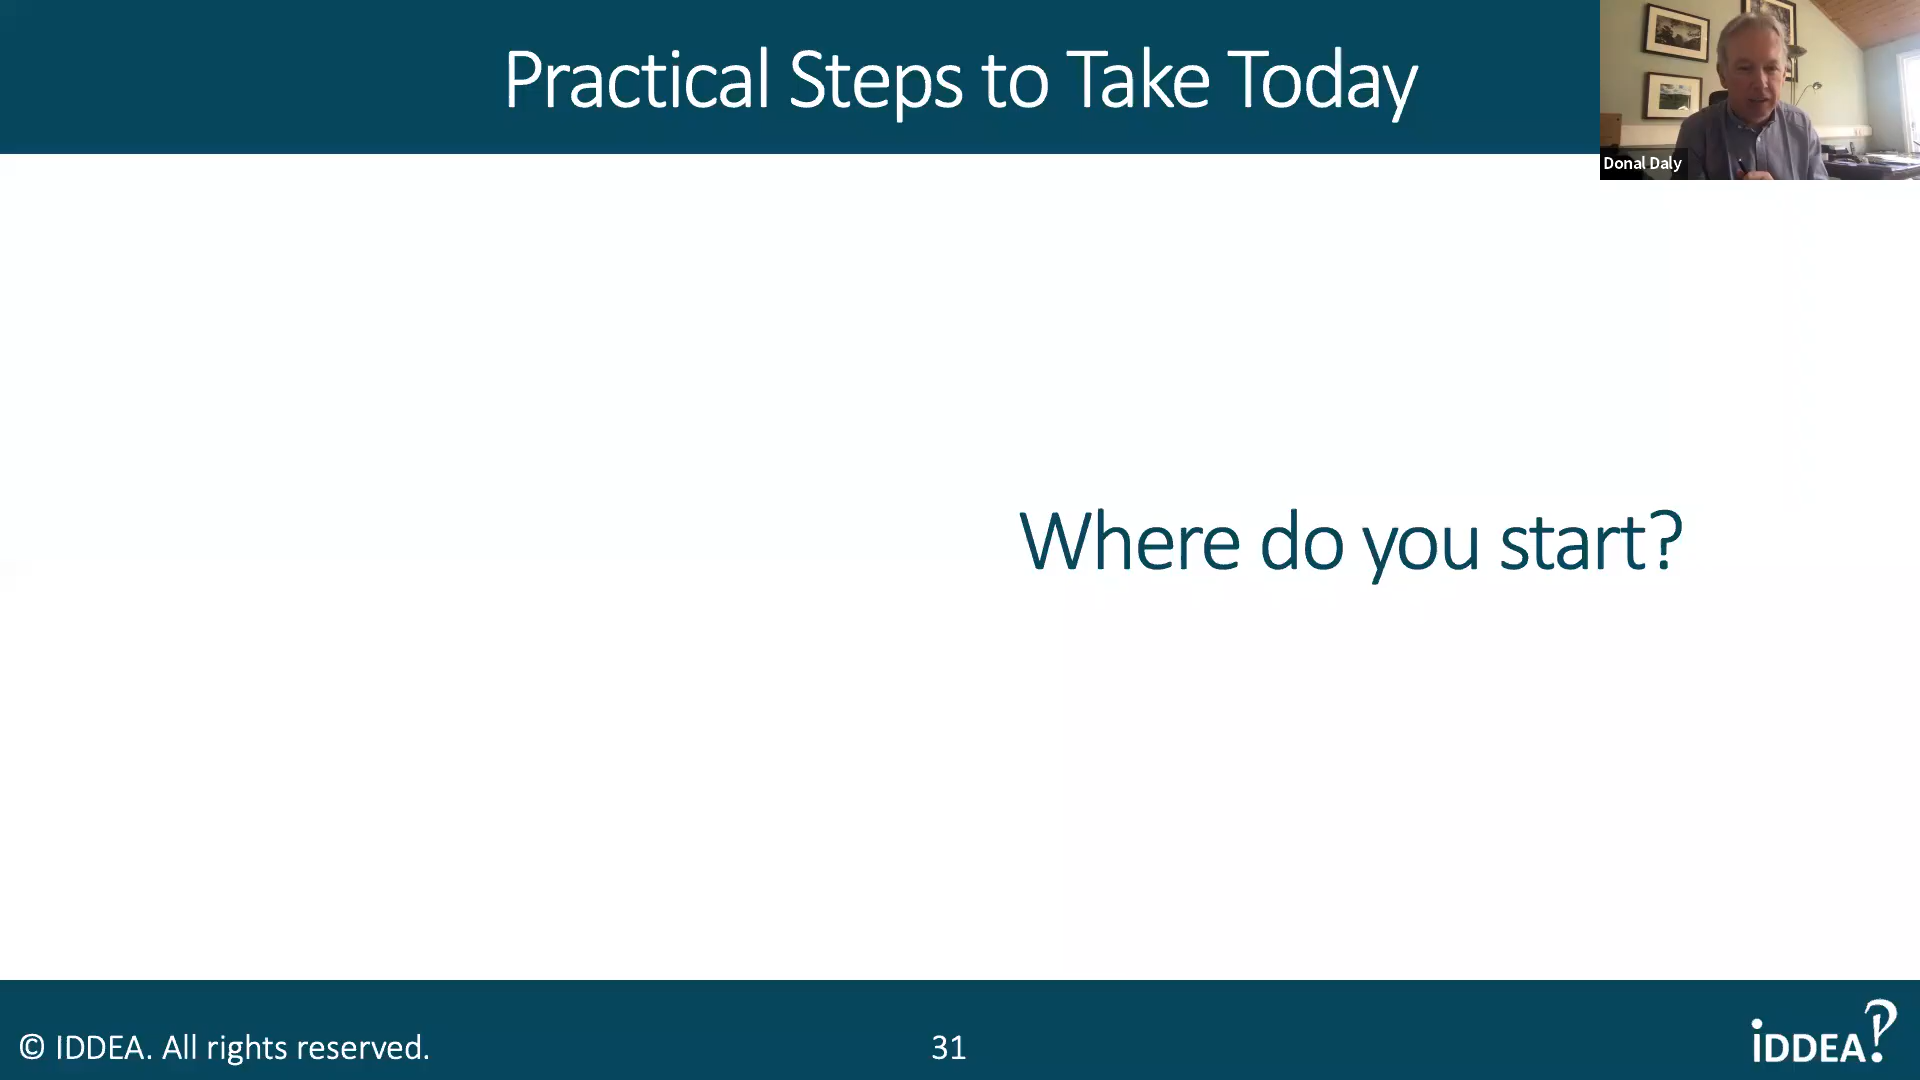 Practical Steps to Take Today
Donal Daly
Where do you start?
© IDDEA. All rights reserved.
31
iDDEA?